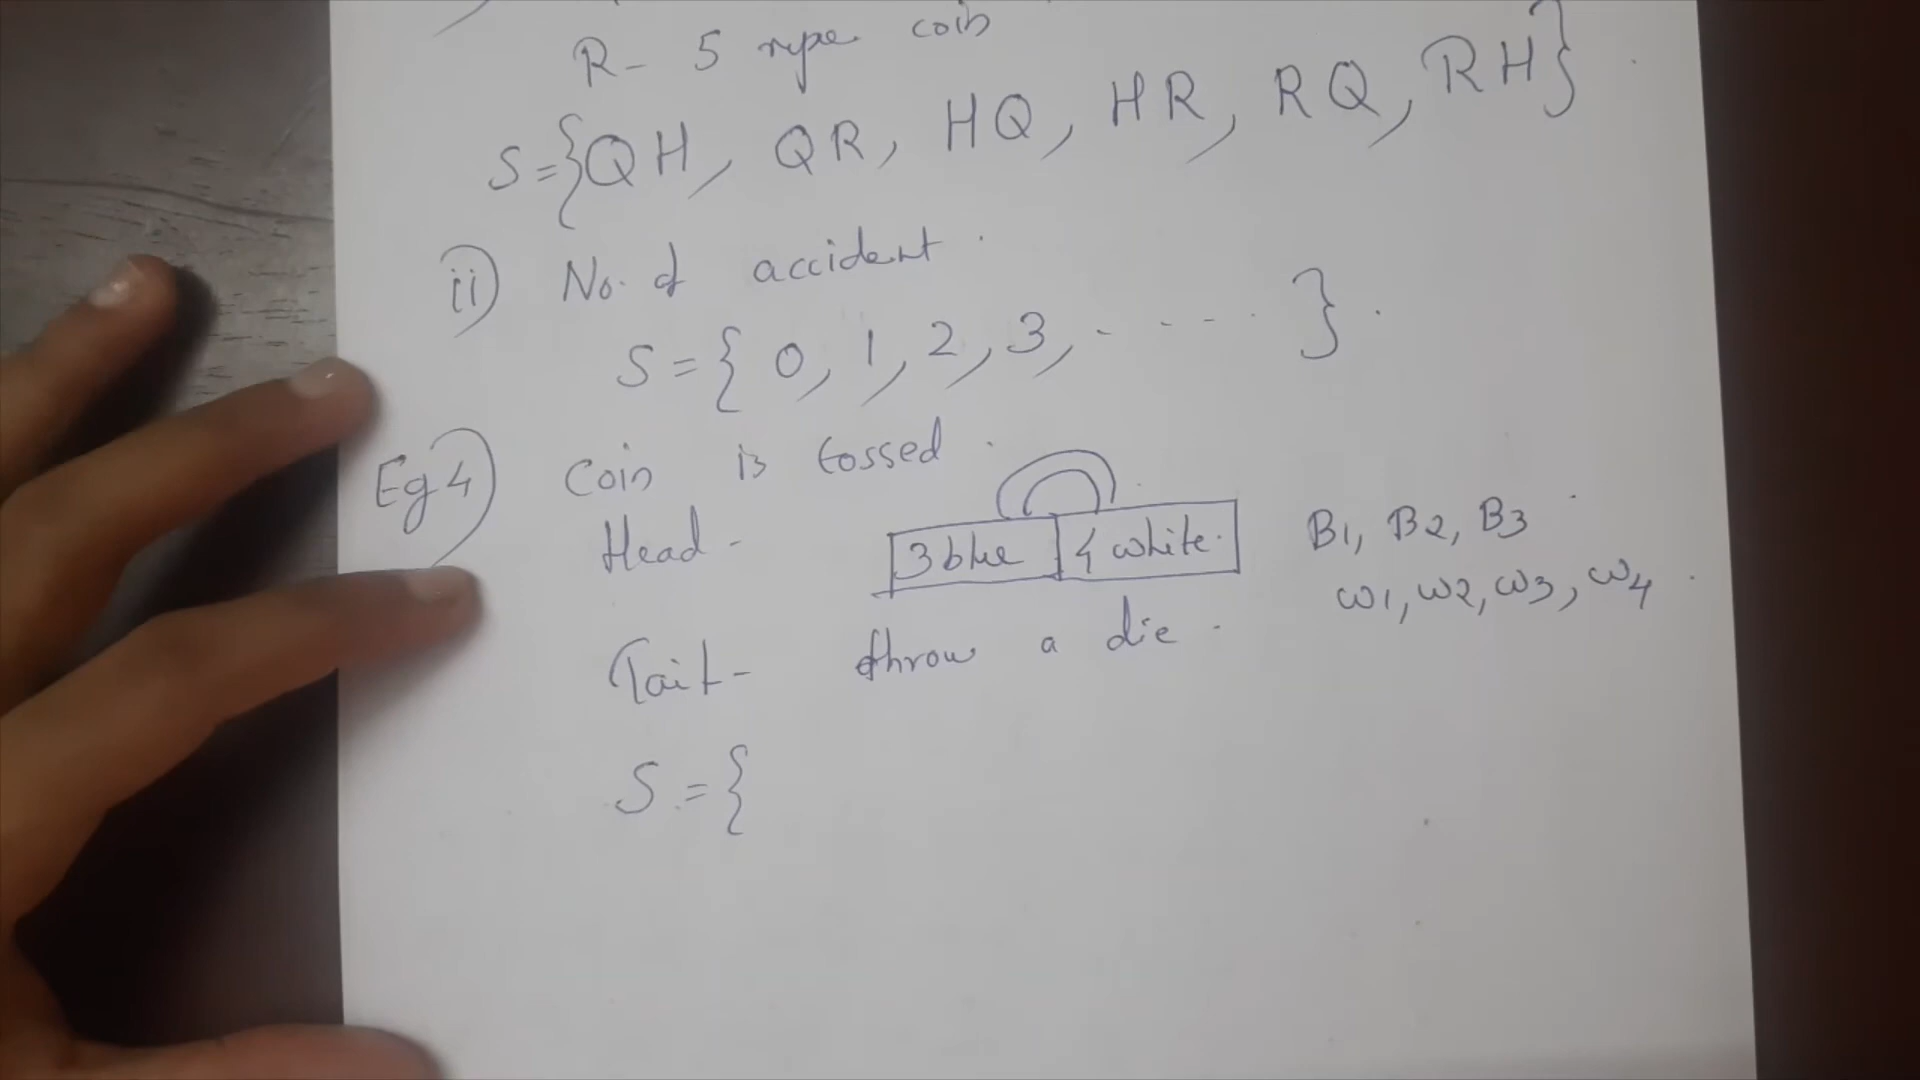 R- 5 rupe coin
S={QH, QR, HQ, HR, RQ, RH}.
ii) No. of accident.
S={0, 1, 2, 3, - - - - }.
Eg 4) Coin is tossed.
Head- 3 blue 4 white. B1, B2, B3
W1, W2, W3, W4.
Tail- throw a die.
S={